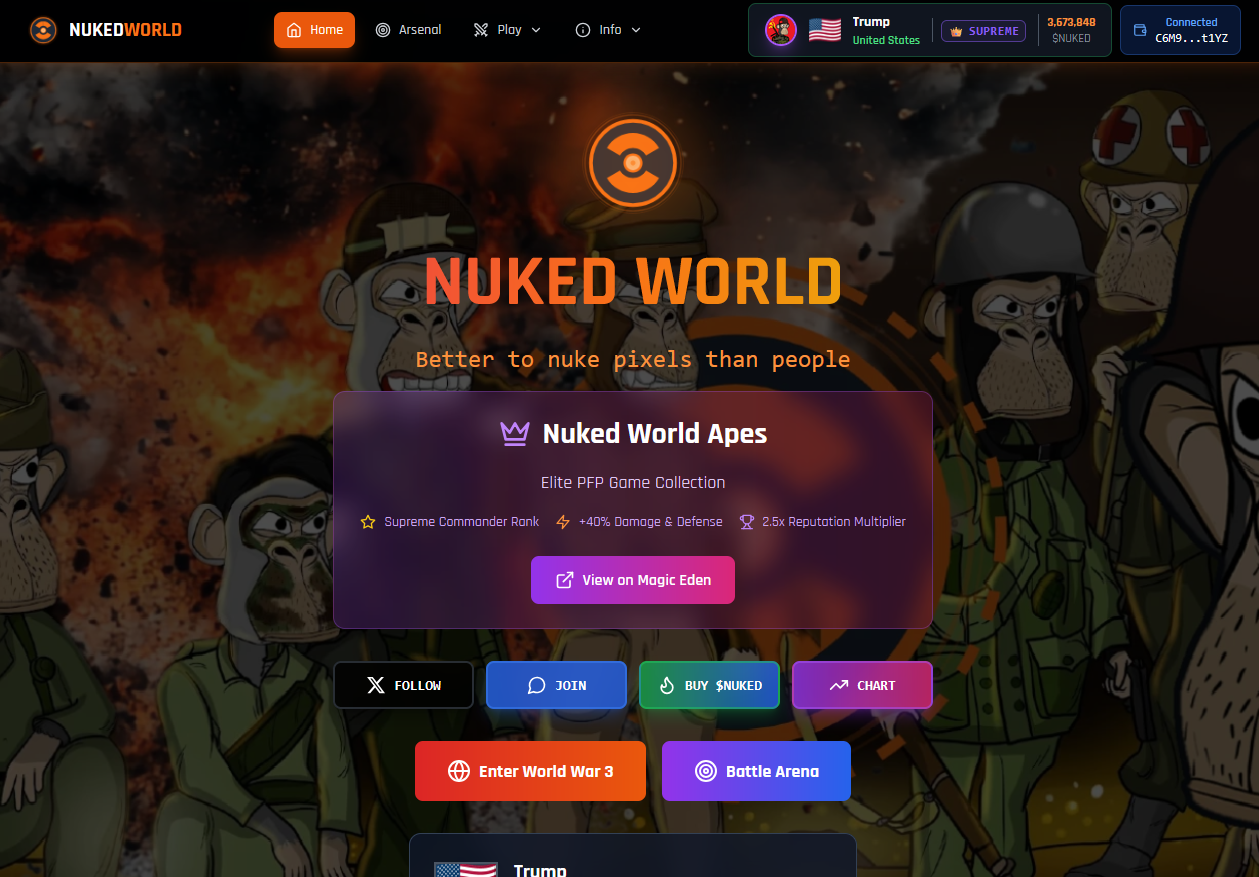 NUKEDWORLD
Home
Arsenal
Play
Info
Trump
United States
SUPREME
3,673,848
$NUKED
Connected
C6M9...t1YZ
NUKED WORLD
Better to nuke pixels than people
Nuked World Apes
Elite PFP Game Collection
Supreme Commander Rank
+40% Damage & Defense
2.5x Reputation Multiplier
View on Magic Eden
FOLLOW
JOIN
BUY $NUKED
CHART
Enter World War 3
Battle Arena
Trump